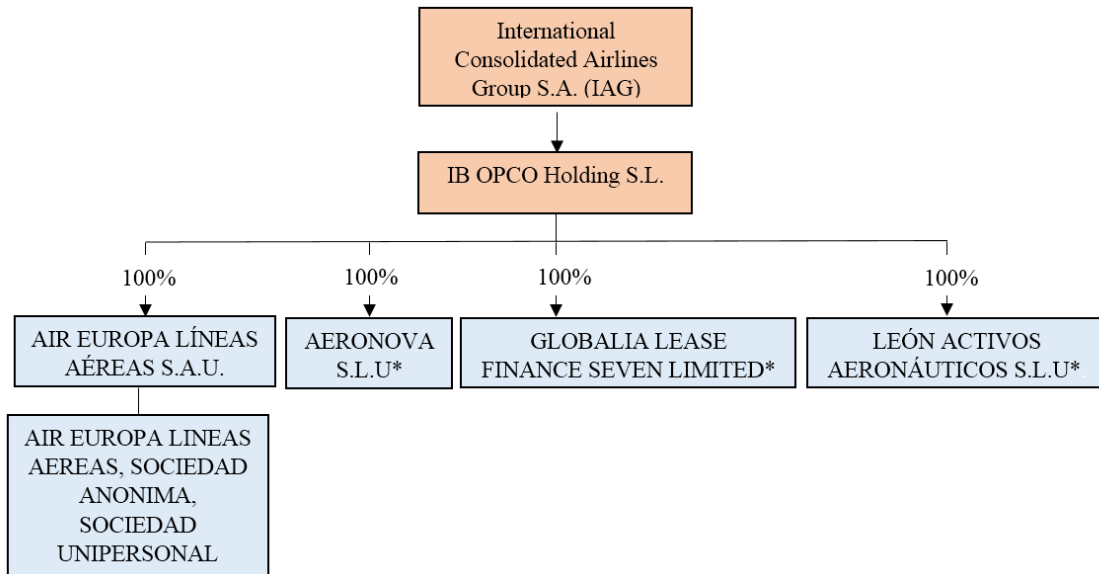 International
Consolidated Airlines
Group S.A. (IAG)
IB OPCO Holding S.L.
100%
100%
100%
100%
AIR EUROPA LÍNEAS
AÉREAS S.A.U.
AERONOVA
S.L.U*
GLOBALIA LEASE
FINANCE SEVEN LIMITED*
LEÓN ACTIVOS
AERONÁUTICOS S.L.U*.
AIR EUROPA LINEAS
AEREAS, SOCIEDAD
ANONIMA,
SOCIEDAD
UNIPERSONAL